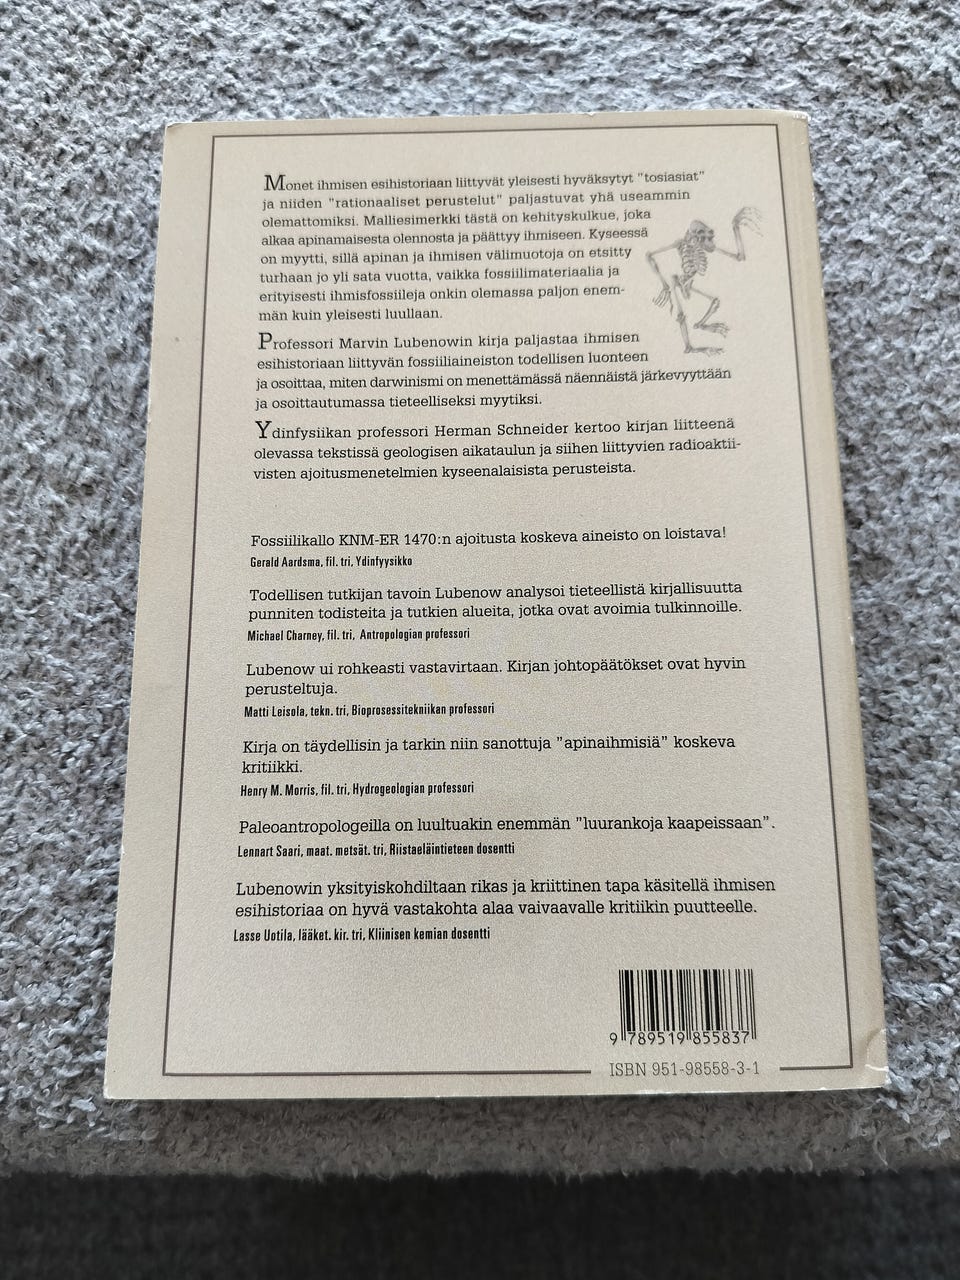 Monet ihmisen esihistoriaan liittyvät yleisesti hyväksytyt "tosiasiat"
ja niiden "rationaaliset perustelut" paljastuvat yhä useammin
olemattomiksi. Malliesimerkki tästä on kehityskulkue, joka
alkaa apinamaisesta olennosta ja päättyy ihmiseen. Kyseessä
on myytti, sillä apinan ja ihmisen välimuotoja on etsitty
turhaan jo yli sata vuotta, vaikka fossiilimateriaalia ja
erityisesti ihmisfossiileja onkin olemassa paljon enem-
män kuin yleisesti luullaan.
Professori Marvin Lubenowin kirja paljastaa ihmisen
esihistoriaan liittyvän fossiiliaineiston todellisen luonteen
ja osoittaa, miten darwinismi on menettämässä näennäistä järkevyyttään
ja osoittautumassa tieteelliseksi myytiksi.
Ydinfysiikan professori Herman Schneider kertoo kirjan liitteenä
olevassa tekstissä geologisen aikataulun ja siihen liittyvien radioaktii-
visten ajoitusmenetelmien kyseenalaisista perusteista.
Fossiilikallo KNM-ER 1470:n ajoitusta koskeva aineisto on loistava!
Gerald Aardsma, fil. tri, Ydinfyysikko
Todellisen tutkijan tavoin Lubenow analysoi tieteellistä kirjallisuutta
punniten todisteita ja tutkien alueita, jotka ovat avoimia tulkinnoille.
Michael Charney, fil. tri, Antropologian professori
Lubenow ui rohkeasti vastavirtaan. Kirjan johtopäätökset ovat hyvin
perusteltuja.
Matti Leisola, tekn. tri, Bioprosessitekniikan professori
Kirja on täydellisin ja tarkin niin sanottuja "apinaihmisiä" koskeva
kritiikki.
Henry M. Morris, fil. tri, Hydrogeologian professori
Paleoantropologeilla on luultuakin enemmän "luurankoja kaapeissaan".
Lennart Saari, maat. metsät. tri, Riistaeläintieteen dosentti
Lubenowin yksityiskohdiltaan rikas ja kriittinen tapa käsitellä ihmisen
esihistoriaa on hyvä vastakohta alaa vaivaavalle kritiikin puutteelle.
Lasse Uotila, lääket. kir. tri, Kliinisen kemian dosentti
9 789519 855837
ISBN 951-98558-3-1